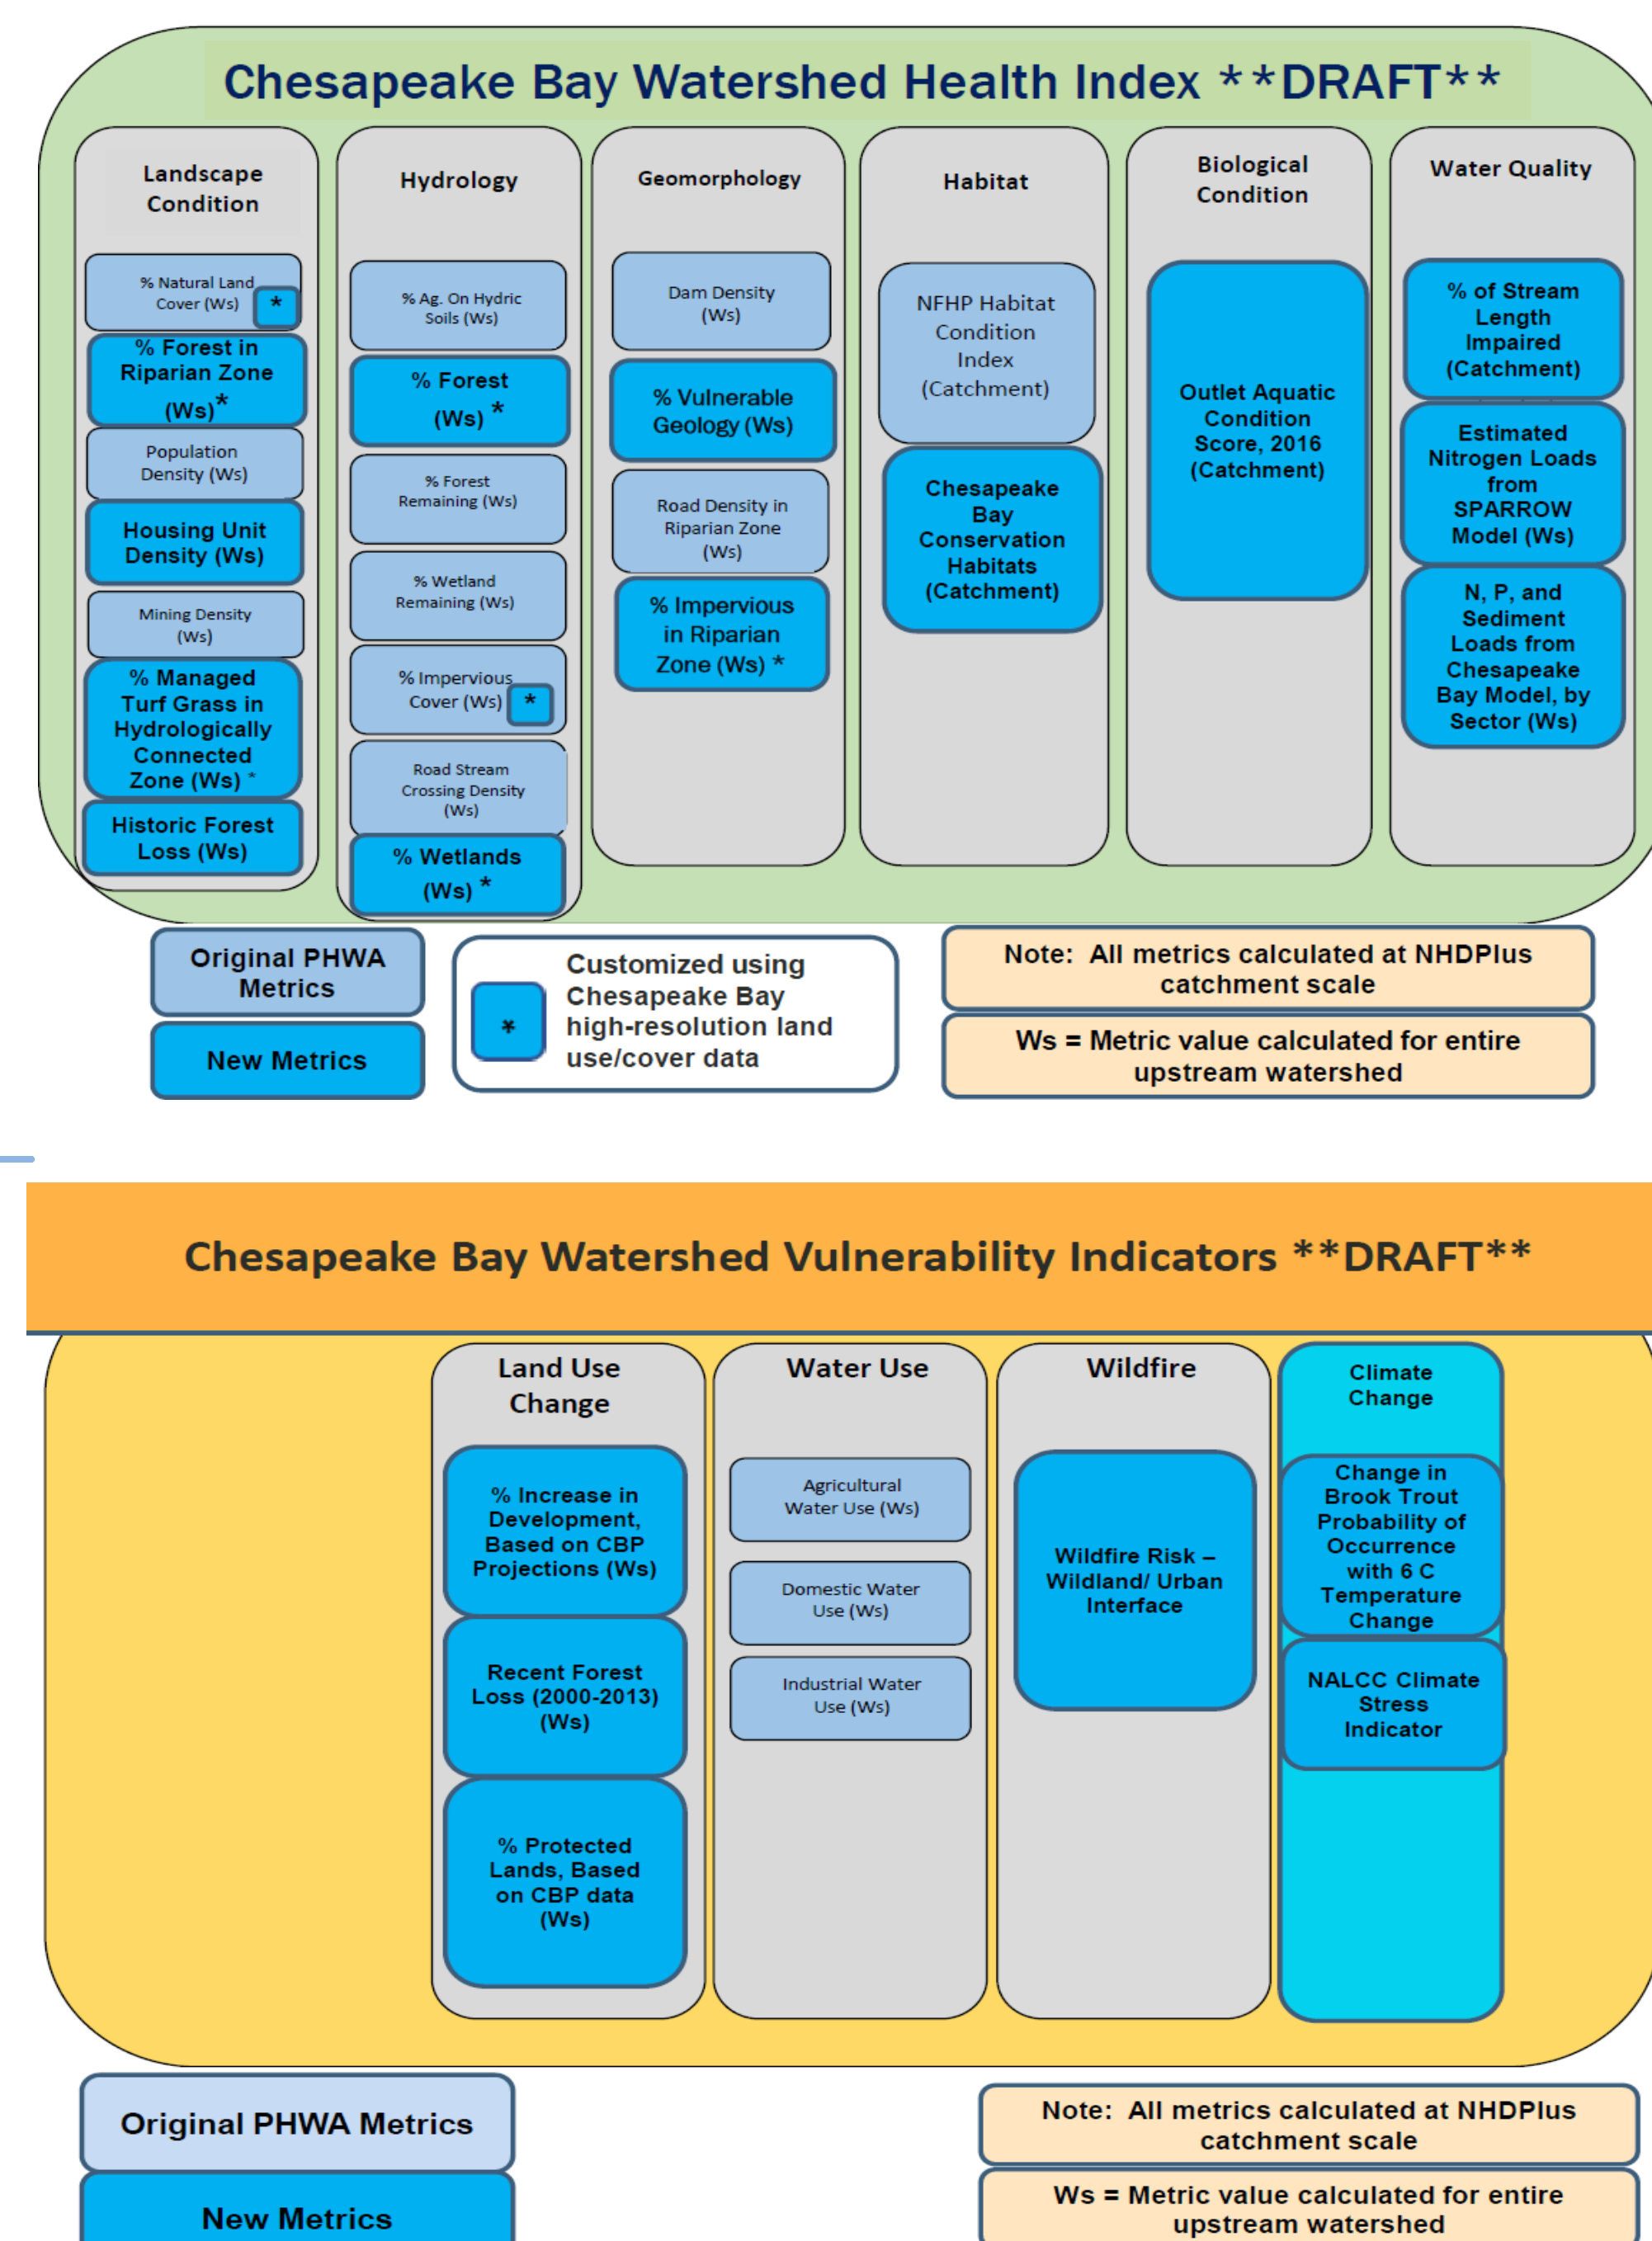 Chesapeake Bay Watershed Health Index **DRAFT**
Landscape
Condition
% Natural Land
Cover (Ws) *
% Forest in
Riparian Zone
(Ws)*
Population
Density (Ws)
Housing Unit
Density (Ws)
Mining Density
(Ws)
% Managed
Turf Grass in
Hydrologically
Connected
Zone (Ws) *
Historic Forest
Loss (Ws)
Hydrology
% Ag. On Hydric
Soils (Ws)
% Forest
(Ws) *
% Forest
Remaining (Ws)
% Wetland
Remaining (Ws)
% Impervious
Cover (Ws) *
Road Stream
Crossing Density
(Ws)
% Wetlands
(Ws) *
Geomorphology
Dam Density
(Ws)
% Vulnerable
Geology (Ws)
Road Density in
Riparian Zone
(Ws)
% Impervious
in Riparian
Zone (Ws) *
Habitat
NFHP Habitat
Condition
Index
(Catchment)
Chesapeake
Bay
Conservation
Habitats
(Catchment)
Biological
Condition
Outlet Aquatic
Condition
Score, 2016
(Catchment)
Water Quality
% of Stream
Length
Impaired
(Catchment)
Estimated
Nitrogen Loads
from
SPARROW
Model (Ws)
N, P, and
Sediment
Loads from
Chesapeake
Bay Model, by
Sector (Ws)
Original PHWA
Metrics
New Metrics
*
Customized using
Chesapeake Bay
high-resolution land
use/cover data
Note: All metrics calculated at NHDPlus
catchment scale
Ws = Metric value calculated for entire
upstream watershed
Chesapeake Bay Watershed Vulnerability Indicators **DRAFT**
Land Use
Change
% Increase in
Development,
Based on CBP
Projections (Ws)
Recent Forest
Loss (2000-2013)
(Ws)
% Protected
Lands, Based
on CBP data
(Ws)
Water Use
Agricultural
Water Use (Ws)
Domestic Water
Use (Ws)
Industrial Water
Use (Ws)
Wildfire
Wildfire Risk –
Wildland/ Urban
Interface
Climate
Change
Change in
Brook Trout
Probability of
Occurrence
with 6 C
Temperature
Change
NALCC Climate
Stress
Indicator
Original PHWA Metrics
New Metrics
Note: All metrics calculated at NHDPlus
catchment scale
Ws = Metric value calculated for entire
upstream watershed